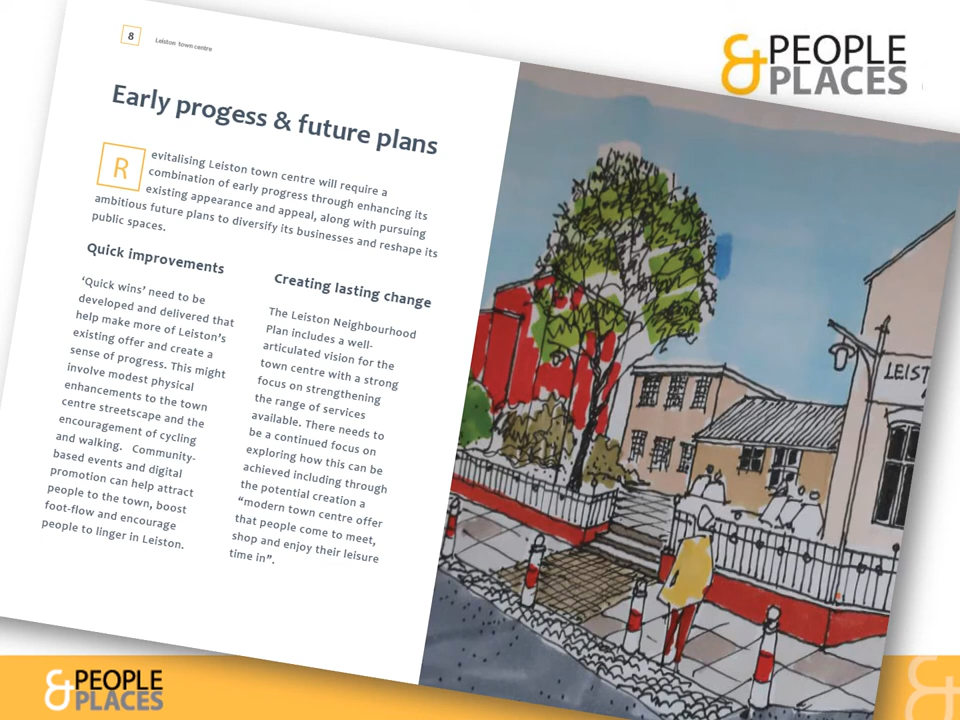 8
Leiston town centre
& PEOPLE
PLACES
Early progess & future plans
R evitalising Leiston town centre will require a
combination of early progress through enhancing its
existing appearance and appeal, along with pursuing
ambitious future plans to diversify its businesses and reshape its
public spaces.
Quick improvements
‘Quick wins’ need to be
developed and delivered that
help make more of Leiston’s
existing offer and create a
sense of progress. This might
involve modest physical
enhancements to the town
centre streetscape and the
encouragement of cycling
and walking. Community-
based events and digital
promotion can help attract
people to the town, boost
foot-flow and encourage
people to linger in Leiston.
Creating lasting change
The Leiston Neighbourhood
Plan includes a well-
articulated vision for the
town centre with a strong
focus on strengthening
the range of services
available. There needs to
be a continued focus on
exploring how this can be
achieved including through
the potential creation a
“modern town centre offer
that people come to meet,
shop and enjoy their leisure
time in”.
LEIST
& PEOPLE
PLACES